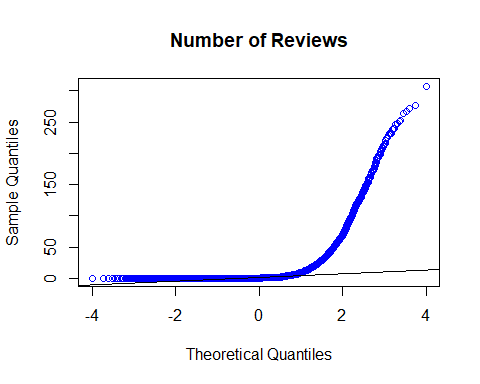 Number of Reviews
Sample Quantiles
250
150
50
0
-4 -2 0 2 4
Theoretical Quantiles